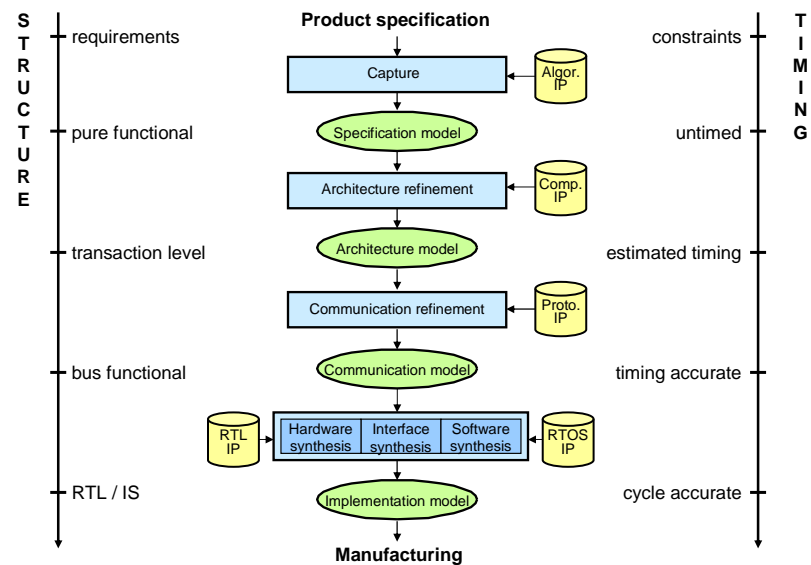 Product specification
STRUCTURE
TIMING
requirements
constraints
Capture
Algor.
IP
pure functional
Specification model
untimed
Architecture refinement
Comp.
IP
transaction level
Architecture model
estimated timing
Communication refinement
Proto.
IP
bus functional
Communication model
timing accurate
RTL
IP
Hardware
synthesis
Interface
synthesis
Software
synthesis
RTOS
IP
RTL / IS
Implementation model
cycle accurate
Manufacturing